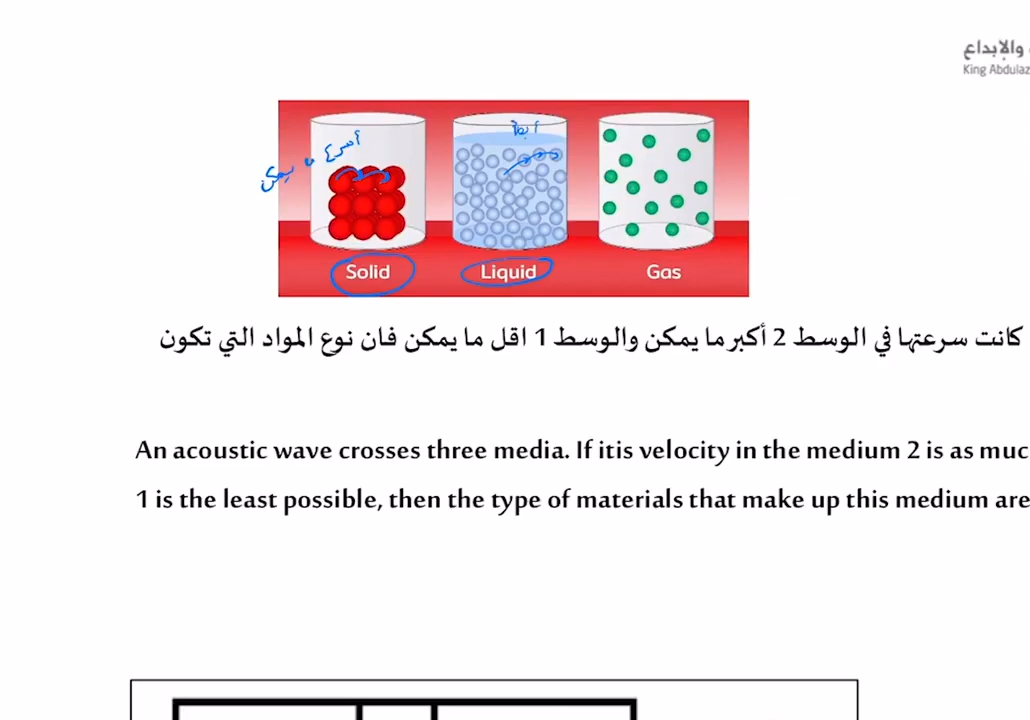 والإبداع
King Abdulaz
أسرع ما يمكن
أبطأ
Solid
Liquid
Gas
كانت سرعتها في الوسط 2 أكبر ما يمكن والوسط 1 اقل ما يمكن فان نوع المواد التي تكون
An acoustic wave crosses three media. If itis velocity in the medium 2 is as muc
1 is the least possible, then the type of materials that make up this medium are